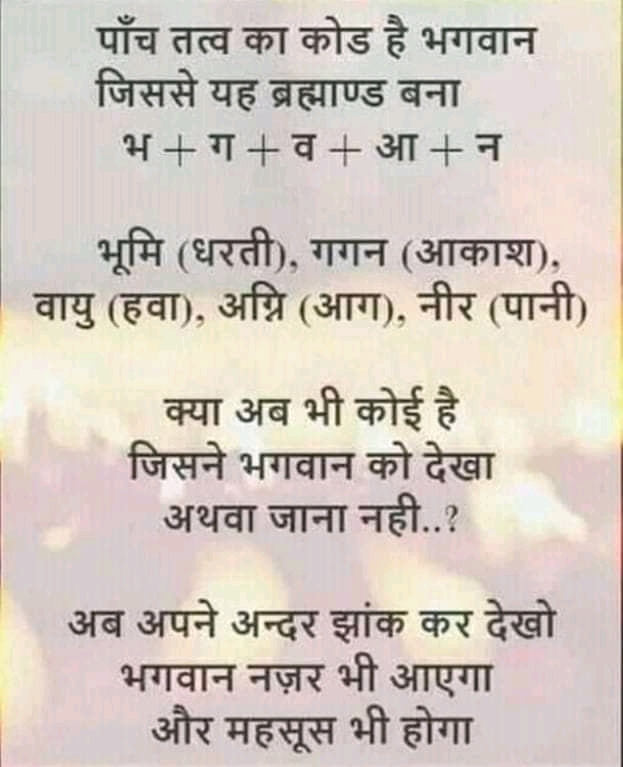 पाँच तत्व का कोड है भगवान
जिससे यह ब्रह्माण्ड बना
भ + ग + व + आ + न
भूमि (धरती), गगन (आकाश),
वायु (हवा), अग्नि (आग), नीर (पानी)
क्या अब भी कोई है
जिसने भगवान को देखा
अथवा जाना नही..?
अब अपने अन्दर झांक कर देखो
भगवान नज़र भी आएगा
और महसूस भी होगा